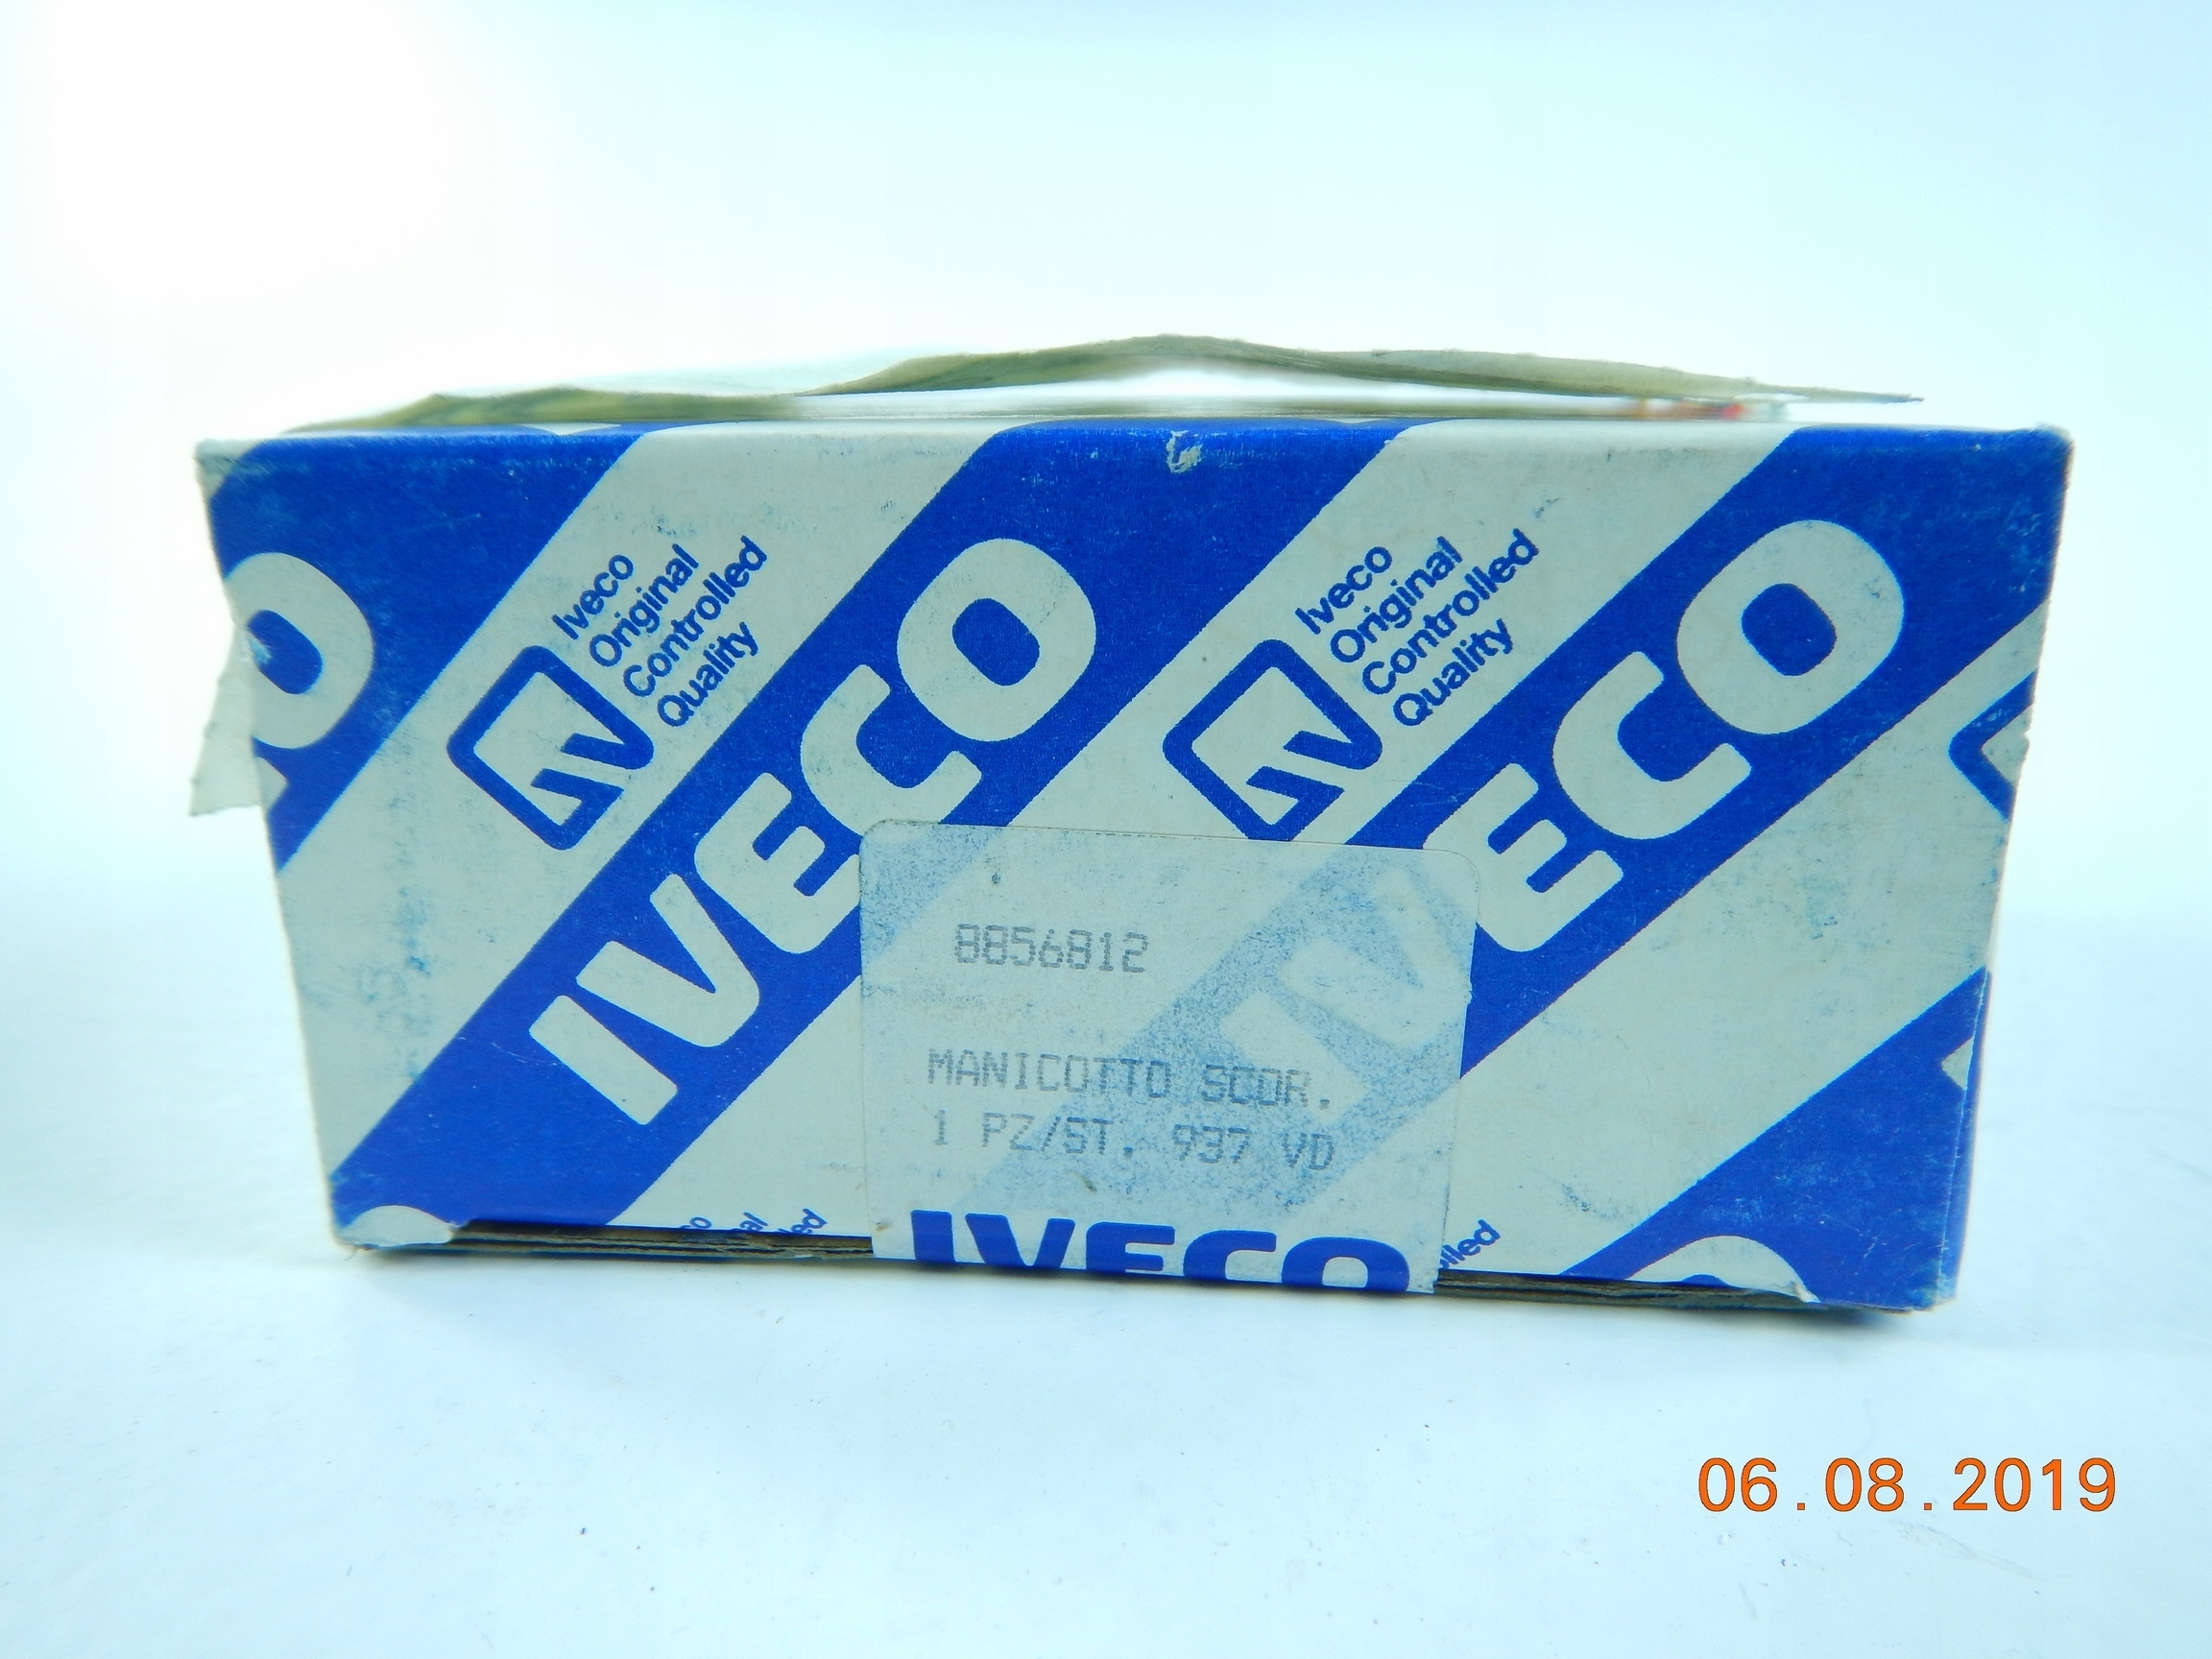 O
Iveco
Original
Controlled
Quality
IVECO
Iveco
Original
Controlled
Quality
IVECO
8856812
MANICOTTO SCOR.
1 PZ/ST. 937 VD
IVECO
06.08.2019